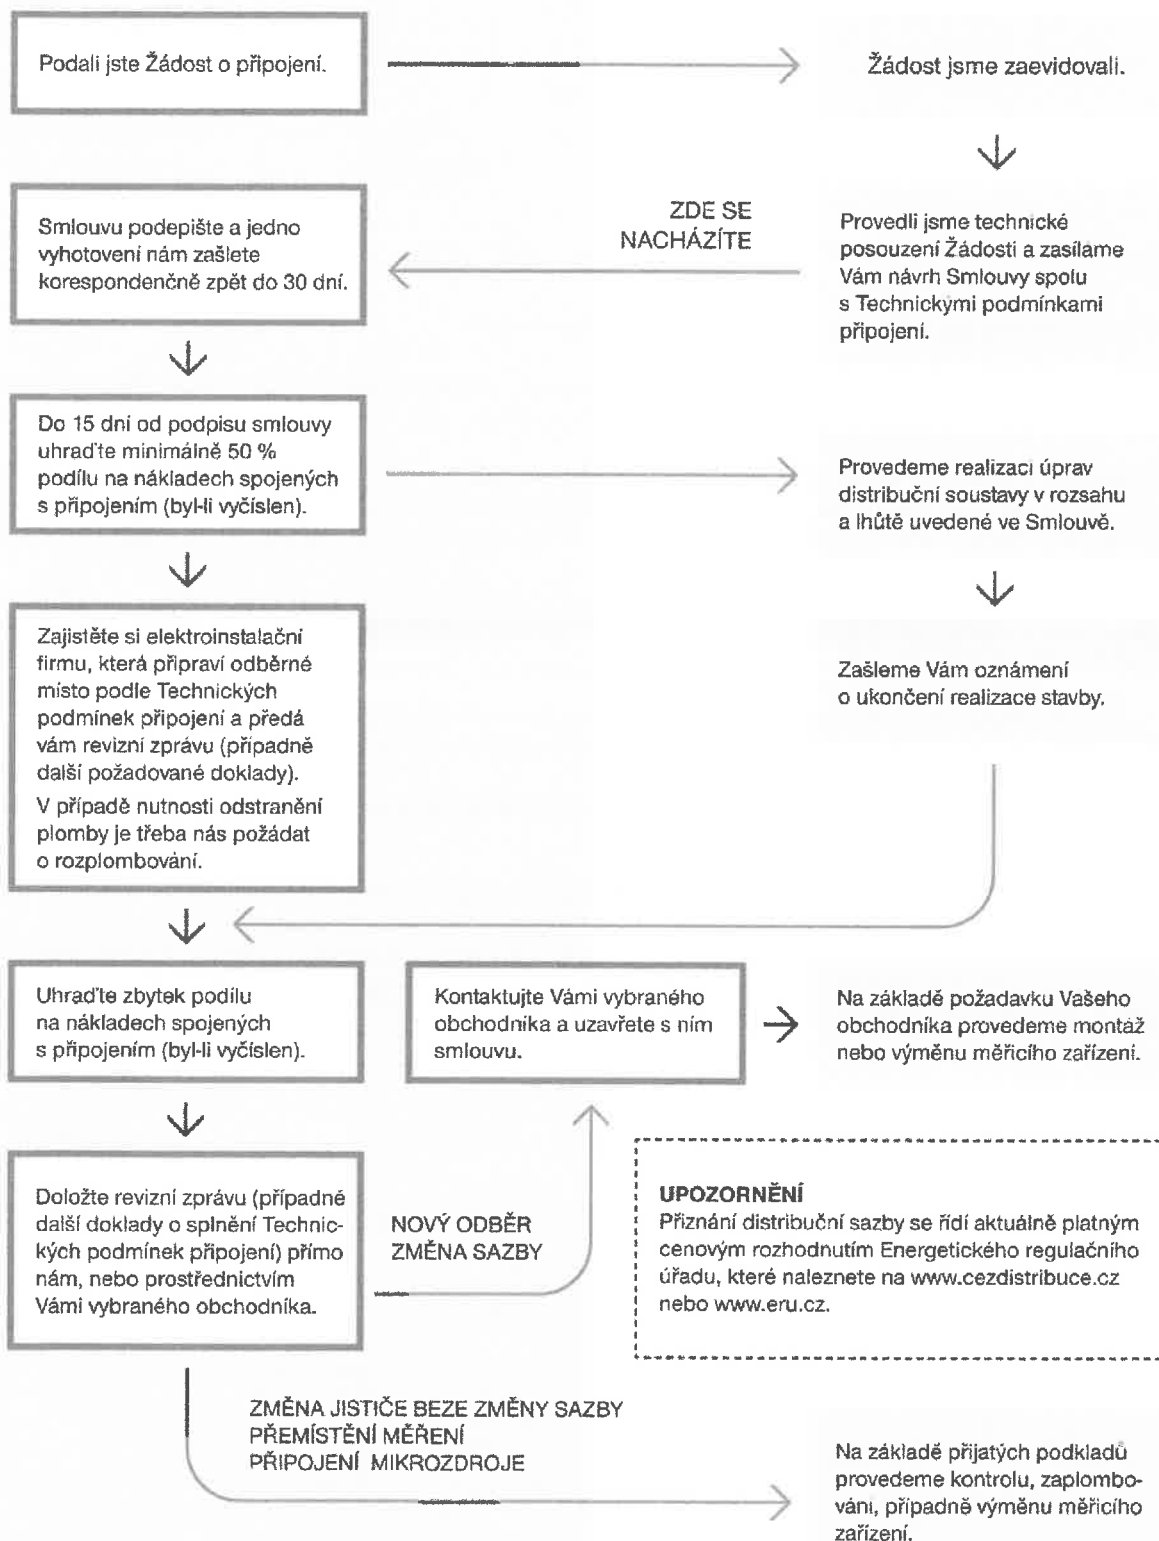 Podali jste Žádost o připojení.
Žádost jsme zaevidovali.
ZDE SE
NACHÁZÍTE
Provedli jsme technické
posouzení Žádosti a zasíláme
Vám návrh Smlouvy spolu
s Technickými podmínkami
připojení.
Smlouvu podepište a jedno
vyhotovení nám zašlete
korespondenčně zpět do 30 dní.
Do 15 dní od podpisu smlouvy
uhraďte minimálně 50 %
podílu na nákladech spojených
s připojením (byl-li vyčíslen).
Provedeme realizaci úprav
distribuční soustavy v rozsahu
a lhůtě uvedené ve Smlouvě.
Zajistěte si elektroinstalační
firmu, která připraví odběrné
místo podle Technických
podmínek připojení a předá
vám revizní zprávu (případně
další požadované doklady).
V případě nutnosti odstranění
plomby je třeba nás požádat
o rozplombování.
Zašleme Vám oznámení
o ukončení realizace stavby.
Uhraďte zbytek podílu
na nákladech spojených
s připojením (byl-li vyčíslen).
Kontaktujte Vámi vybraného
obchodníka a uzavřete s ním
smlouvu.
Na základě požadavku Vašeho
obchodníka provedeme montáž
nebo výměnu měřicího zařízení.
Doložte revizní zprávu (případné
další doklady o splnění Technic-
kých podmínek připojení) přímo
nám, nebo prostřednictvím
Vámi vybraného obchodníka.
NOVÝ ODBĚR
ZMĚNA SAZBY
UPOZORNĚNÍ
Přiznání distribuční sazby se řídí aktuálně platným
cenovým rozhodnutím Energetického regulačního
úřadu, které naleznete na www.cezdistribuce.cz
nebo www.eru.cz.
ZMĚNA JISTIČE BEZE ZMĚNY SAZBY
PŘEMÍSTĚNÍ MĚŘENÍ
PŘIPOJENÍ MIKROZDROJE
Na základě přijatých podkladů
provedeme kontrolu, zaplombo-
vání, případně výměnu měřicího
zařízení.